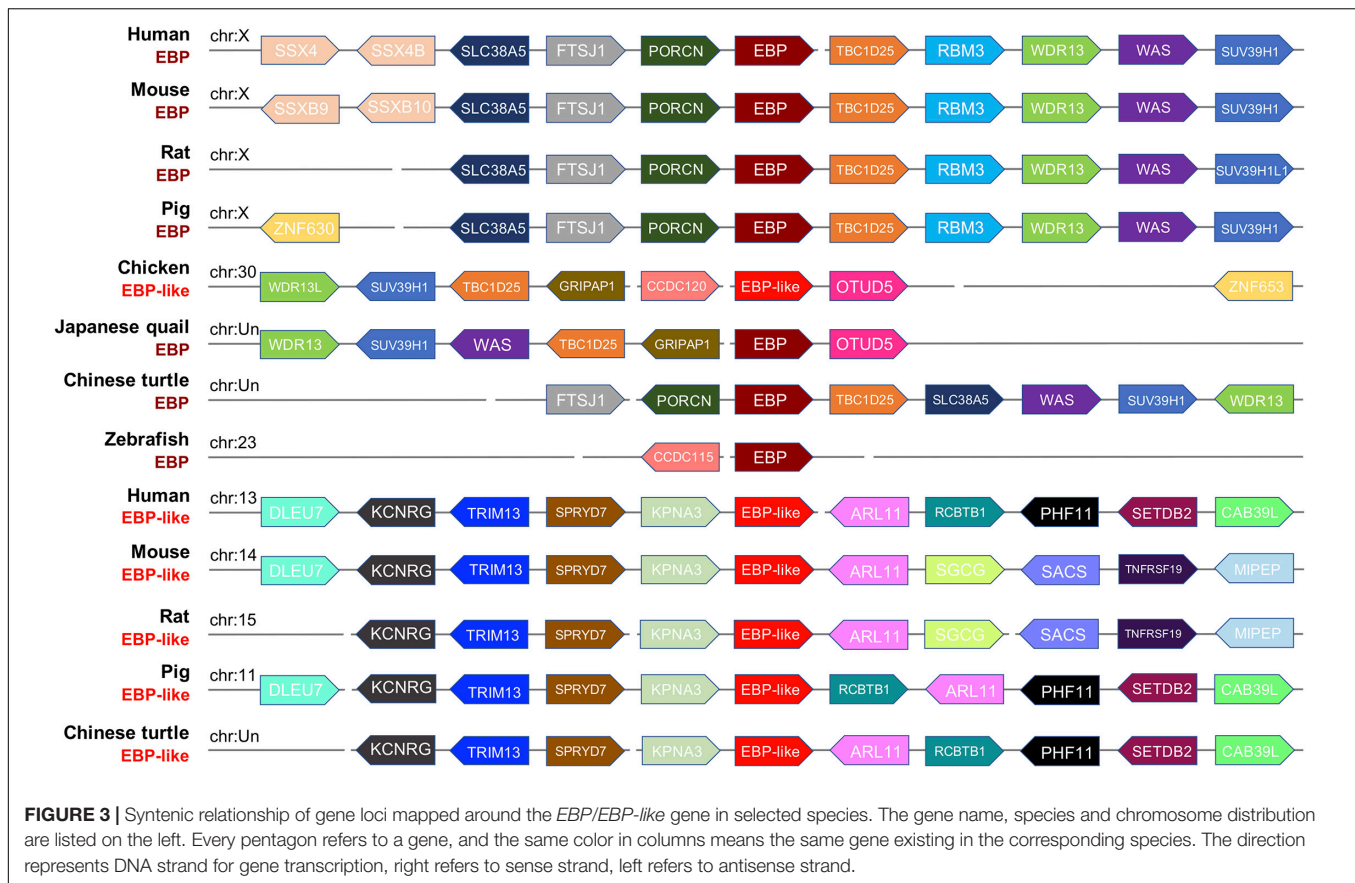 Human chr:X SSX4 SSX4B SLC38A5 FTSJ1 PORCN EBP TBC1D25 RBM3 WDR13 WAS SUV39H1
EBP
Mouse chr:X SSXB9 SSXB10 SLC38A5 FTSJ1 PORCN EBP TBC1D25 RBM3 WDR13 WAS SUV39H1
EBP
Rat chr:X SLC38A5 FTSJ1 PORCN EBP TBC1D25 RBM3 WDR13 WAS SUV39H1L1
EBP
Pig chr:X ZNF630 SLC38A5 FTSJ1 PORCN EBP TBC1D25 RBM3 WDR13 WAS SUV39H1
EBP
Chicken chr:30 WDR13L SUV39H1 TBC1D25 GRIPAP1 CCDC120 EBP-like OTUD5 ZNF653
EBP-like
Japanese quail chr:Un WDR13 SUV39H1 WAS TBC1D25 GRIPAP1 EBP OTUD5
EBP
Chinese turtle chr:Un FTSJ1 PORCN EBP TBC1D25 SLC38A5 WAS SUV39H1 WDR13
EBP
Zebrafish chr:23 CCDC115 EBP
EBP
Human chr:13 DLEU7 KCNRG TRIM13 SPRYD7 KPNA3 EBP-like ARL11 RCBTB1 PHF11 SETDB2 CAB39L
EBP-like
Mouse chr:14 DLEU7 KCNRG TRIM13 SPRYD7 KPNA3 EBP-like ARL11 SGCG SACS TNFRSF19 MIPEP
EBP-like
Rat chr:15 KCNRG TRIM13 SPRYD7 KPNA3 EBP-like ARL11 SGCG SACS TNFRSF19 MIPEP
EBP-like
Pig chr:11 DLEU7 KCNRG TRIM13 SPRYD7 KPNA3 EBP-like RCBTB1 ARL11 PHF11 SETDB2 CAB39L
EBP-like
Chinese turtle chr:Un KCNRG TRIM13 SPRYD7 KPNA3 EBP-like ARL11 RCBTB1 PHF11 SETDB2 CAB39L
EBP-like
FIGURE 3 | Syntenic relationship of gene loci mapped around the EBP/EBP-like gene in selected species. The gene name, species and chromosome distribution
are listed on the left. Every pentagon refers to a gene, and the same color in columns means the same gene existing in the corresponding species. The direction
represents DNA strand for gene transcription, right refers to sense strand, left refers to antisense strand.